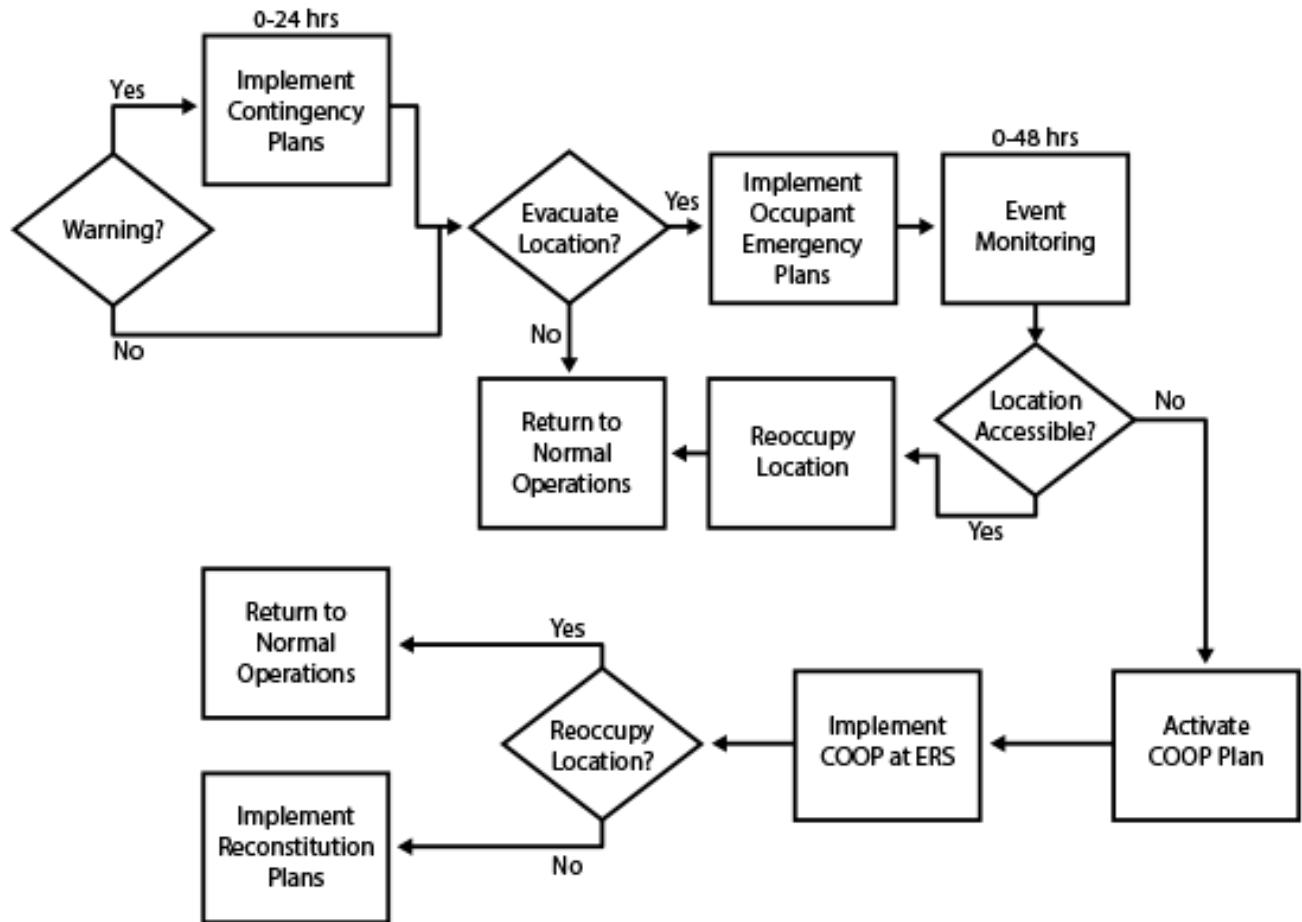 0-24 hrs
Implement
Contingency
Plans
Yes
Warning?
No
Evacuate
Location?
Yes
No
Implement
Occupant
Emergency
Plans
0-48 hrs
Event
Monitoring
Location
Accessible?
No
Yes
Reoccupy
Location
Return to
Normal
Operations
Activate
COOP Plan
Implement
COOP at ERS
Reoccupy
Location?
Yes
Return to
Normal
Operations
No
Implement
Reconstitution
Plans